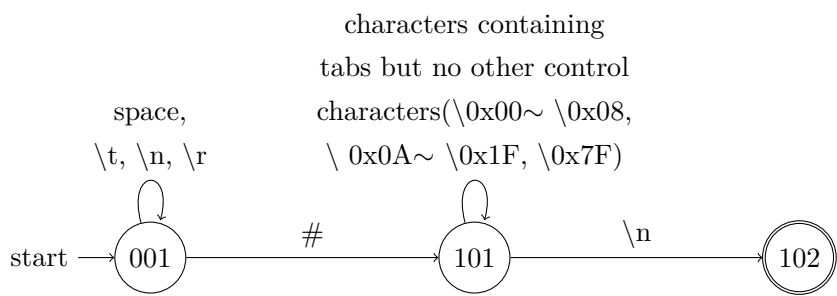 characters containing
tabs but no other control
characters(\0x00∼ \0x08,
\ 0x0A∼ \0x1F, \0x7F)
space,
\t, \n, \r
#
\n
start
001
101
102